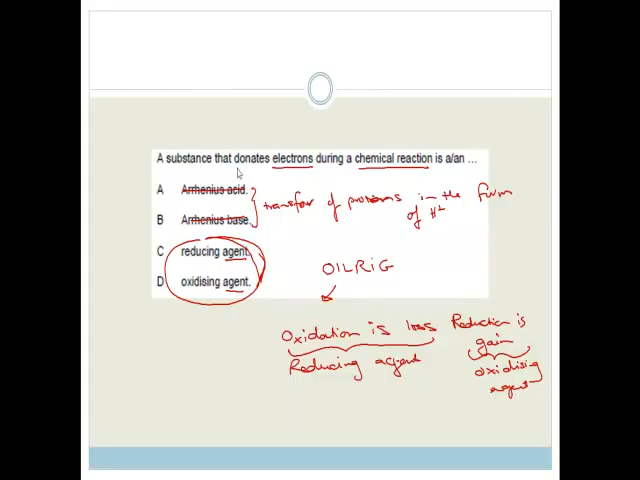 A substance that donates electrons during a chemical reaction is a/an ...
A Arrhenius acid.
B Arrhenius base.
transfer of protons in the form
of H+
C reducing agent.
D oxidising agent.
OILRIG
Oxidation is loss Reduction is
gain
Reducing agent
oxidising
agent